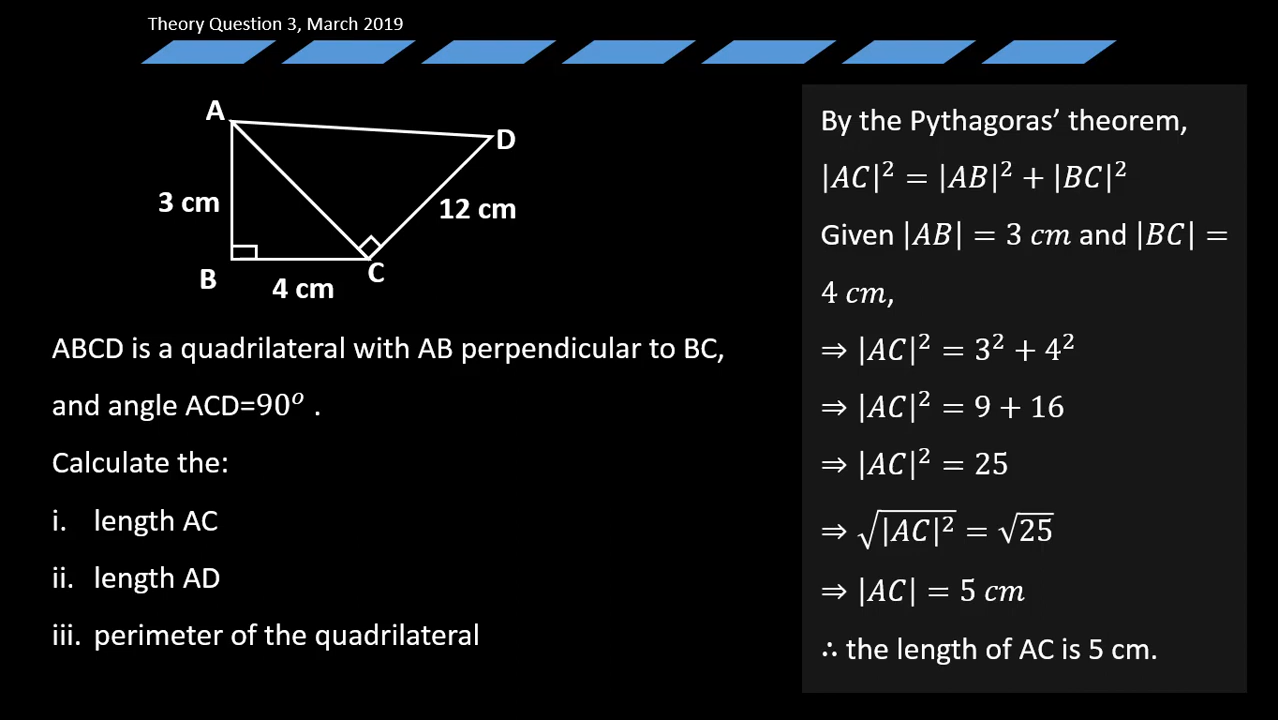 Theory Question 3, March 2019
A
D
3 cm
12 cm
B
C
4 cm
ABCD is a quadrilateral with AB perpendicular to BC,
and angle ACD=90° .
Calculate the:
i. length AC
ii. length AD
iii. perimeter of the quadrilateral
By the Pythagoras’ theorem,
|AC|² = |AB|² + |BC|²
Given |AB| = 3 cm and |BC| =
4 cm,
⇒ |AC|² = 3² + 4²
⇒ |AC|² = 9 + 16
⇒ |AC|² = 25
⇒ √|AC|² = √25
⇒ |AC| = 5 cm
∴ the length of AC is 5 cm.